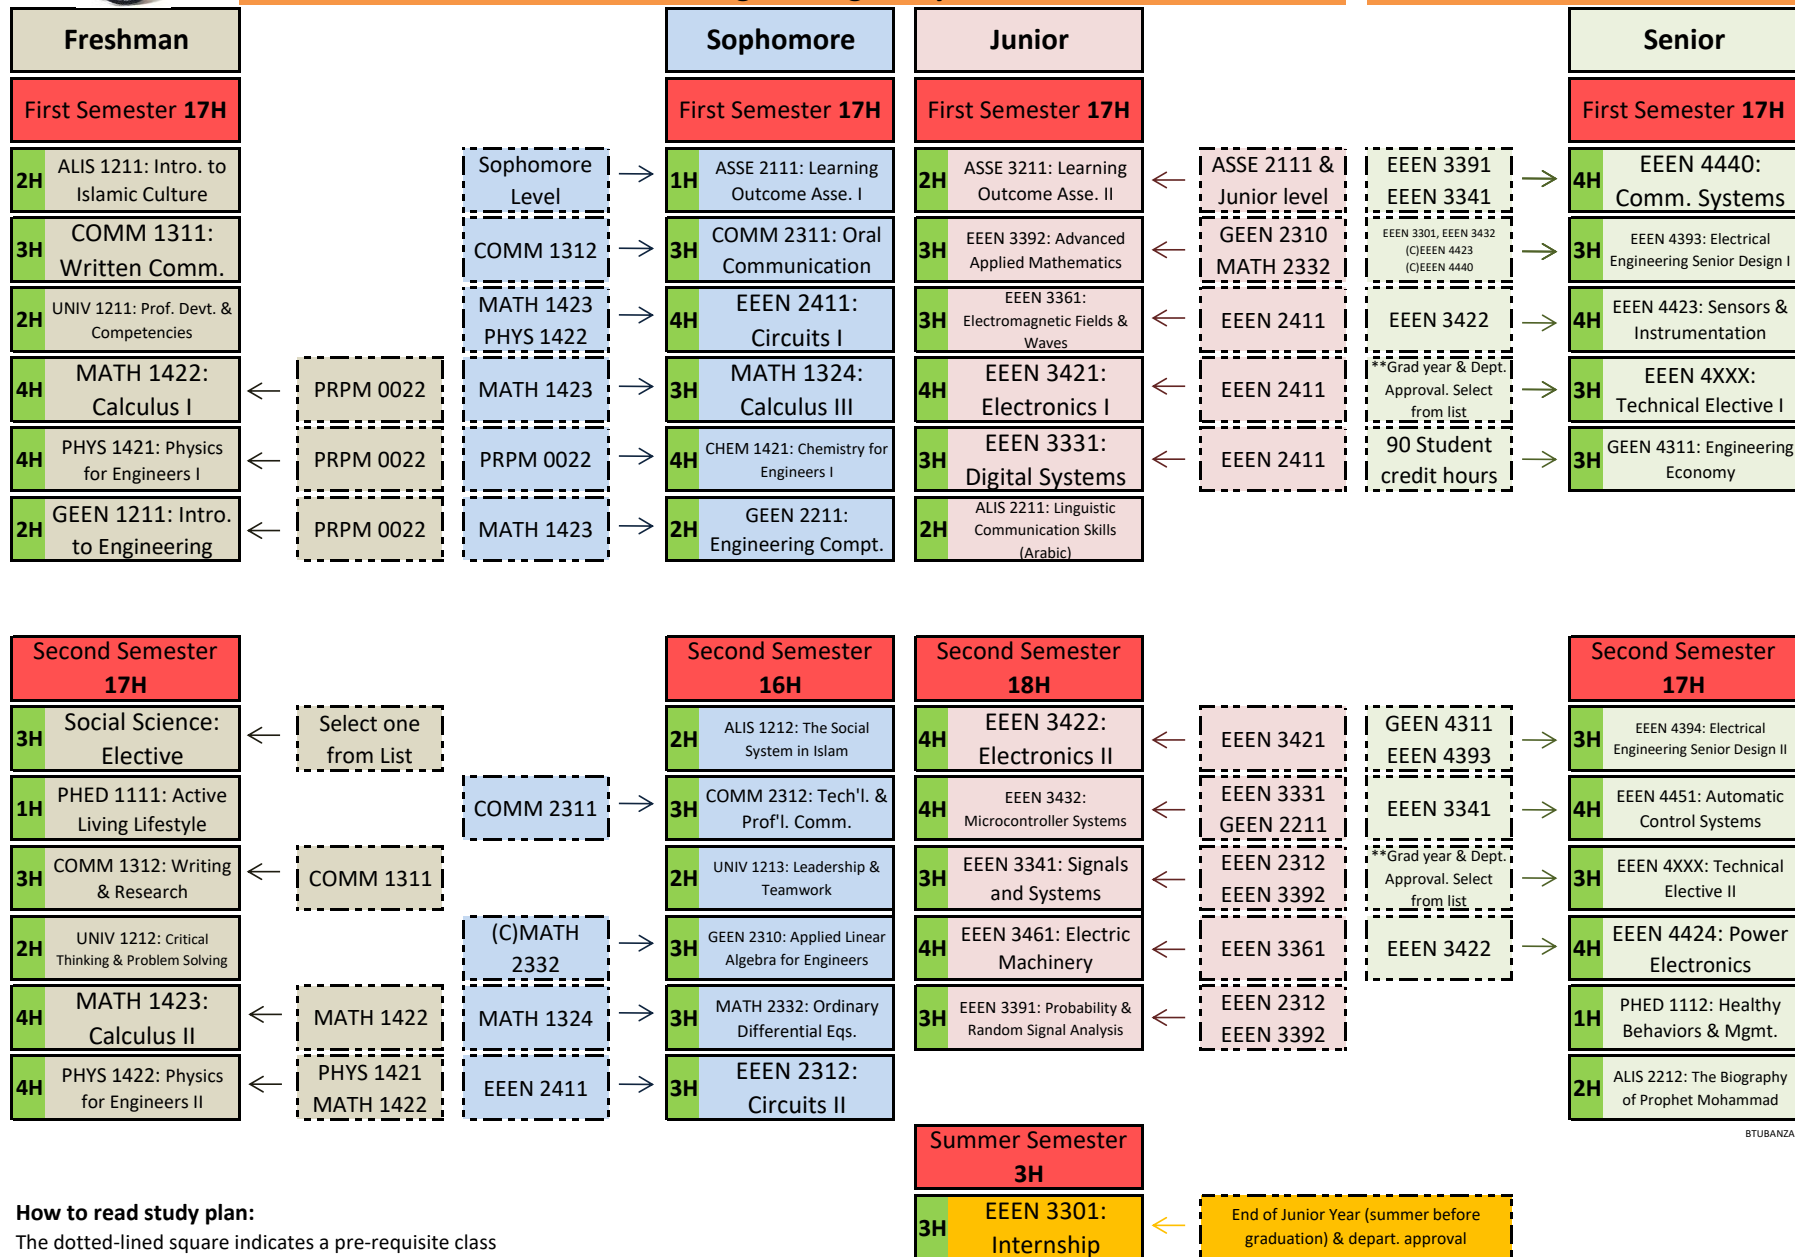 Freshman
Sophomore
Junior
Senior
First Semester 17H
First Semester 17H
First Semester 17H
First Semester 17H
2H
ALIS 1211: Intro. to
Islamic Culture
Sophomore
Level
1H
ASSE 2111: Learning
Outcome Asse. I
2H
ASSE 3211: Learning
Outcome Asse. II
ASSE 2111 &
Junior level
EEEN 3391
EEEN 3341
4H
EEEN 4440:
Comm. Systems
3H
COMM 1311:
Written Comm.
COMM 1312
3H
COMM 2311: Oral
Communication
3H
EEEN 3392: Advanced
Applied Mathematics
GEEN 2310
MATH 2332
EEEN 3301, EEEN 3432
(C)EEEN 4423
(C)EEEN 4440
3H
EEEN 4393: Electrical
Engineering Senior Design I
2H
UNIV 1211: Prof. Devt. &
Competencies
MATH 1423
PHYS 1422
4H
EEEN 2411:
Circuits I
3H
EEEN 3361:
Electromagnetic Fields &
Waves
EEEN 2411
EEEN 3422
4H
EEEN 4423: Sensors &
Instrumentation
4H
MATH 1422:
Calculus I
PRPM 0022
MATH 1423
3H
MATH 1324:
Calculus III
4H
EEEN 3421:
Electronics I
EEEN 2411
**Grad year & Dept.
Approval. Select
from list
3H
EEEN 4XXX:
Technical Elective I
4H
PHYS 1421: Physics
for Engineers I
PRPM 0022
PRPM 0022
4H
CHEM 1421: Chemistry for
Engineers I
3H
EEEN 3331:
Digital Systems
EEEN 2411
90 Student
credit hours
3H
GEEN 4311: Engineering
Economy
2H
GEEN 1211: Intro.
to Engineering
PRPM 0022
MATH 1423
2H
GEEN 2211:
Engineering Compt.
2H
ALIS 2211: Linguistic
Communication Skills
(Arabic)
Second Semester
17H
Second Semester
16H
Second Semester
18H
Second Semester
17H
3H
Social Science:
Elective
Select one
from List
2H
ALIS 1212: The Social
System in Islam
4H
EEEN 3422:
Electronics II
EEEN 3421
GEEN 4311
EEEN 4393
3H
EEEN 4394: Electrical
Engineering Senior Design II
1H
PHED 1111: Active
Living Lifestyle
COMM 2311
3H
COMM 2312: Tech'l. &
Prof'l. Comm.
4H
EEEN 3432:
Microcontroller Systems
EEEN 3331
GEEN 2211
EEEN 3341
4H
EEEN 4451: Automatic
Control Systems
3H
COMM 1312: Writing
& Research
COMM 1311
2H
UNIV 1213: Leadership &
Teamwork
3H
EEEN 3341: Signals
and Systems
EEEN 2312
EEEN 3392
**Grad year & Dept.
Approval. Select
from list
3H
EEEN 4XXX: Technical
Elective II
2H
UNIV 1212: Critical
Thinking & Problem Solving
(C)MATH
2332
3H
GEEN 2310: Applied Linear
Algebra for Engineers
4H
EEEN 3461: Electric
Machinery
EEEN 3361
EEEN 3422
4H
EEEN 4424: Power
Electronics
4H
MATH 1423:
Calculus II
MATH 1422
MATH 1324
3H
MATH 2332: Ordinary
Differential Eqs.
3H
EEEN 3391: Probability &
Random Signal Analysis
EEEN 2312
EEEN 3392
1H
PHED 1112: Healthy
Behaviors & Mgmt.
4H
PHYS 1422: Physics
for Engineers II
PHYS 1421
MATH 1422
EEEN 2411
3H
EEEN 2312:
Circuits II
2H
ALIS 2212: The Biography
of Prophet Mohammad
BTUBANZA
Summer Semester
3H
3H
EEEN 3301:
Internship
End of Junior Year (summer before
graduation) & depart. approval
How to read study plan:
The dotted-lined square indicates a pre-requisite class